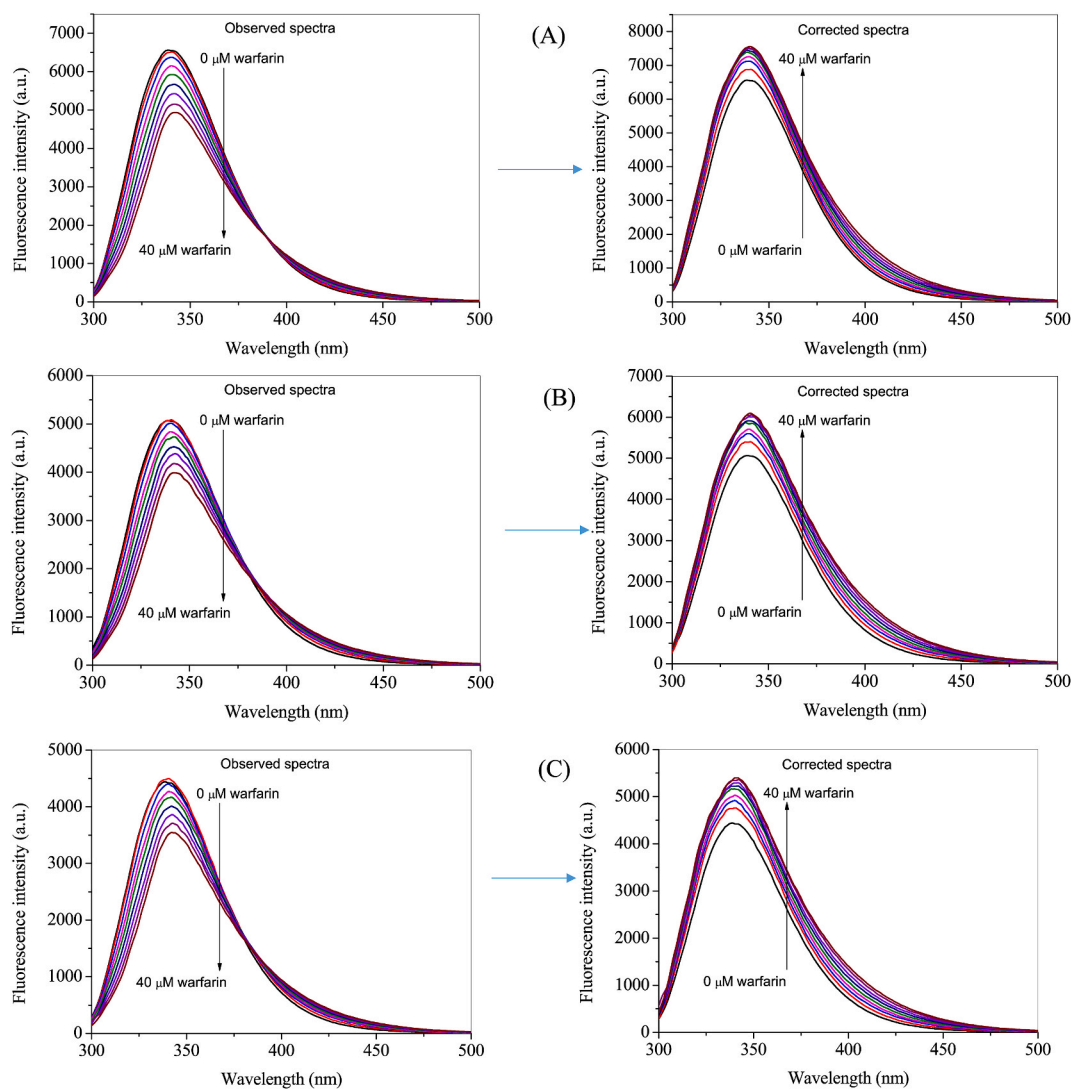 (A)
Observed spectra
0 μM warfarin
40 μM warfarin
Fluorescence intensity (a.u.)
7000
6000
5000
4000
3000
2000
1000
0
300 350 400 450 500
Wavelength (nm)
Corrected spectra
40 μM warfarin
0 μM warfarin
Fluorescence intensity (a.u.)
8000
7000
6000
5000
4000
3000
2000
1000
0
300 350 400 450 500
Wavelength (nm)
(B)
Observed spectra
0 μM warfarin
40 μM warfarin
Fluorescence intensity (a.u.)
6000
5000
4000
3000
2000
1000
0
300 350 400 450 500
Wavelength (nm)
Corrected spectra
40 μM warfarin
0 μM warfarin
Fluorescence intensity (a.u.)
7000
6000
5000
4000
3000
2000
1000
0
300 350 400 450 500
Wavelength (nm)
(C)
Observed spectra
0 μM warfarin
40 μM warfarin
Fluorescence intensity (a.u.)
5000
4000
3000
2000
1000
0
300 350 400 450 500
Wavelength (nm)
Corrected spectra
40 μM warfarin
0 μM warfarin
Fluorescence intensity (a.u.)
6000
5000
4000
3000
2000
1000
0
300 350 400 450 500
Wavelength (nm)